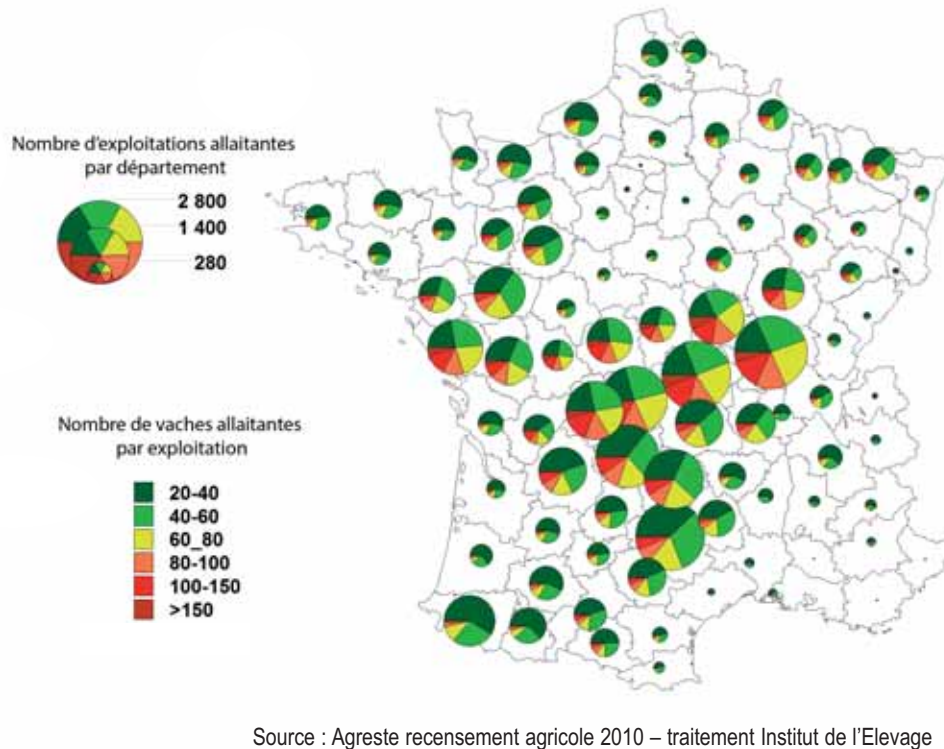 Nombre d'exploitations allaitantes
par département
2 800
1 400
280
Nombre de vaches allaitantes
par exploitation
20-40
40-60
60_80
80-100
100-150
>150
Source : Agreste recensement agricole 2010 – traitement Institut de l'Elevage